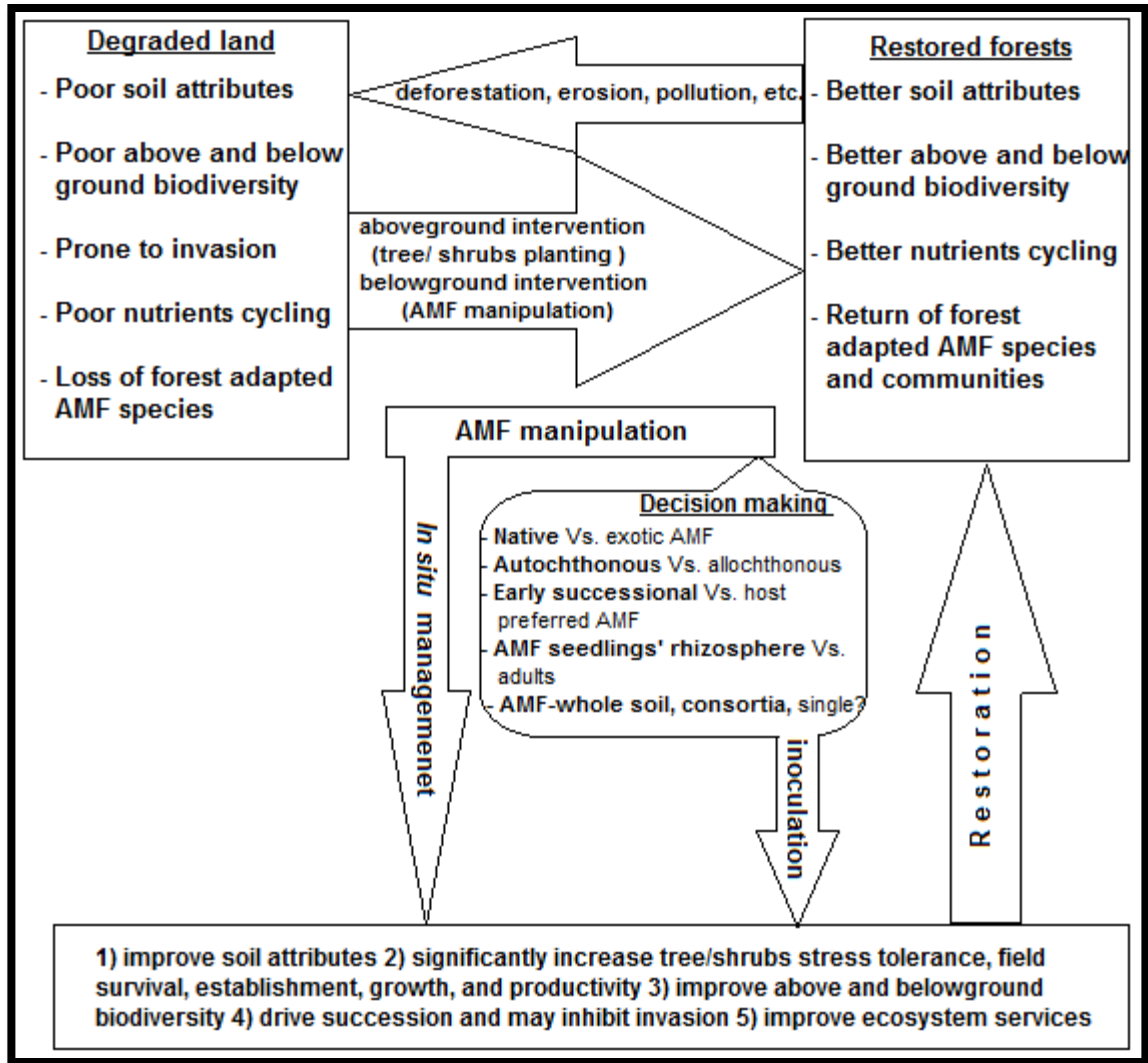 Degraded land
- Poor soil attributes
- Poor above and below
ground biodiversity
- Prone to invasion
- Poor nutrients cycling
- Loss of forest adapted
AMF species
deforestation, erosion, pollution, etc.
aboveground intervention
(tree/ shrubs planting )
belowground intervention
(AMF manipulation)
Restored forests
- Better soil attributes
- Better above and below
ground biodiversity
- Better nutrients cycling
- Return of forest
adapted AMF species
and communities
AMF manipulation
In situ managemenet
Decision making
- Native Vs. exotic AMF
- Autochthonous Vs. allochthonous
- Early successional Vs. host
preferred AMF
- AMF seedlings' rhizosphere Vs.
adults
- AMF-whole soil, consortia, single?
inoculation
Restoration
1) improve soil attributes 2) significantly increase tree/shrubs stress tolerance, field
survival, establishment, growth, and productivity 3) improve above and belowground
biodiversity 4) drive succession and may inhibit invasion 5) improve ecosystem services